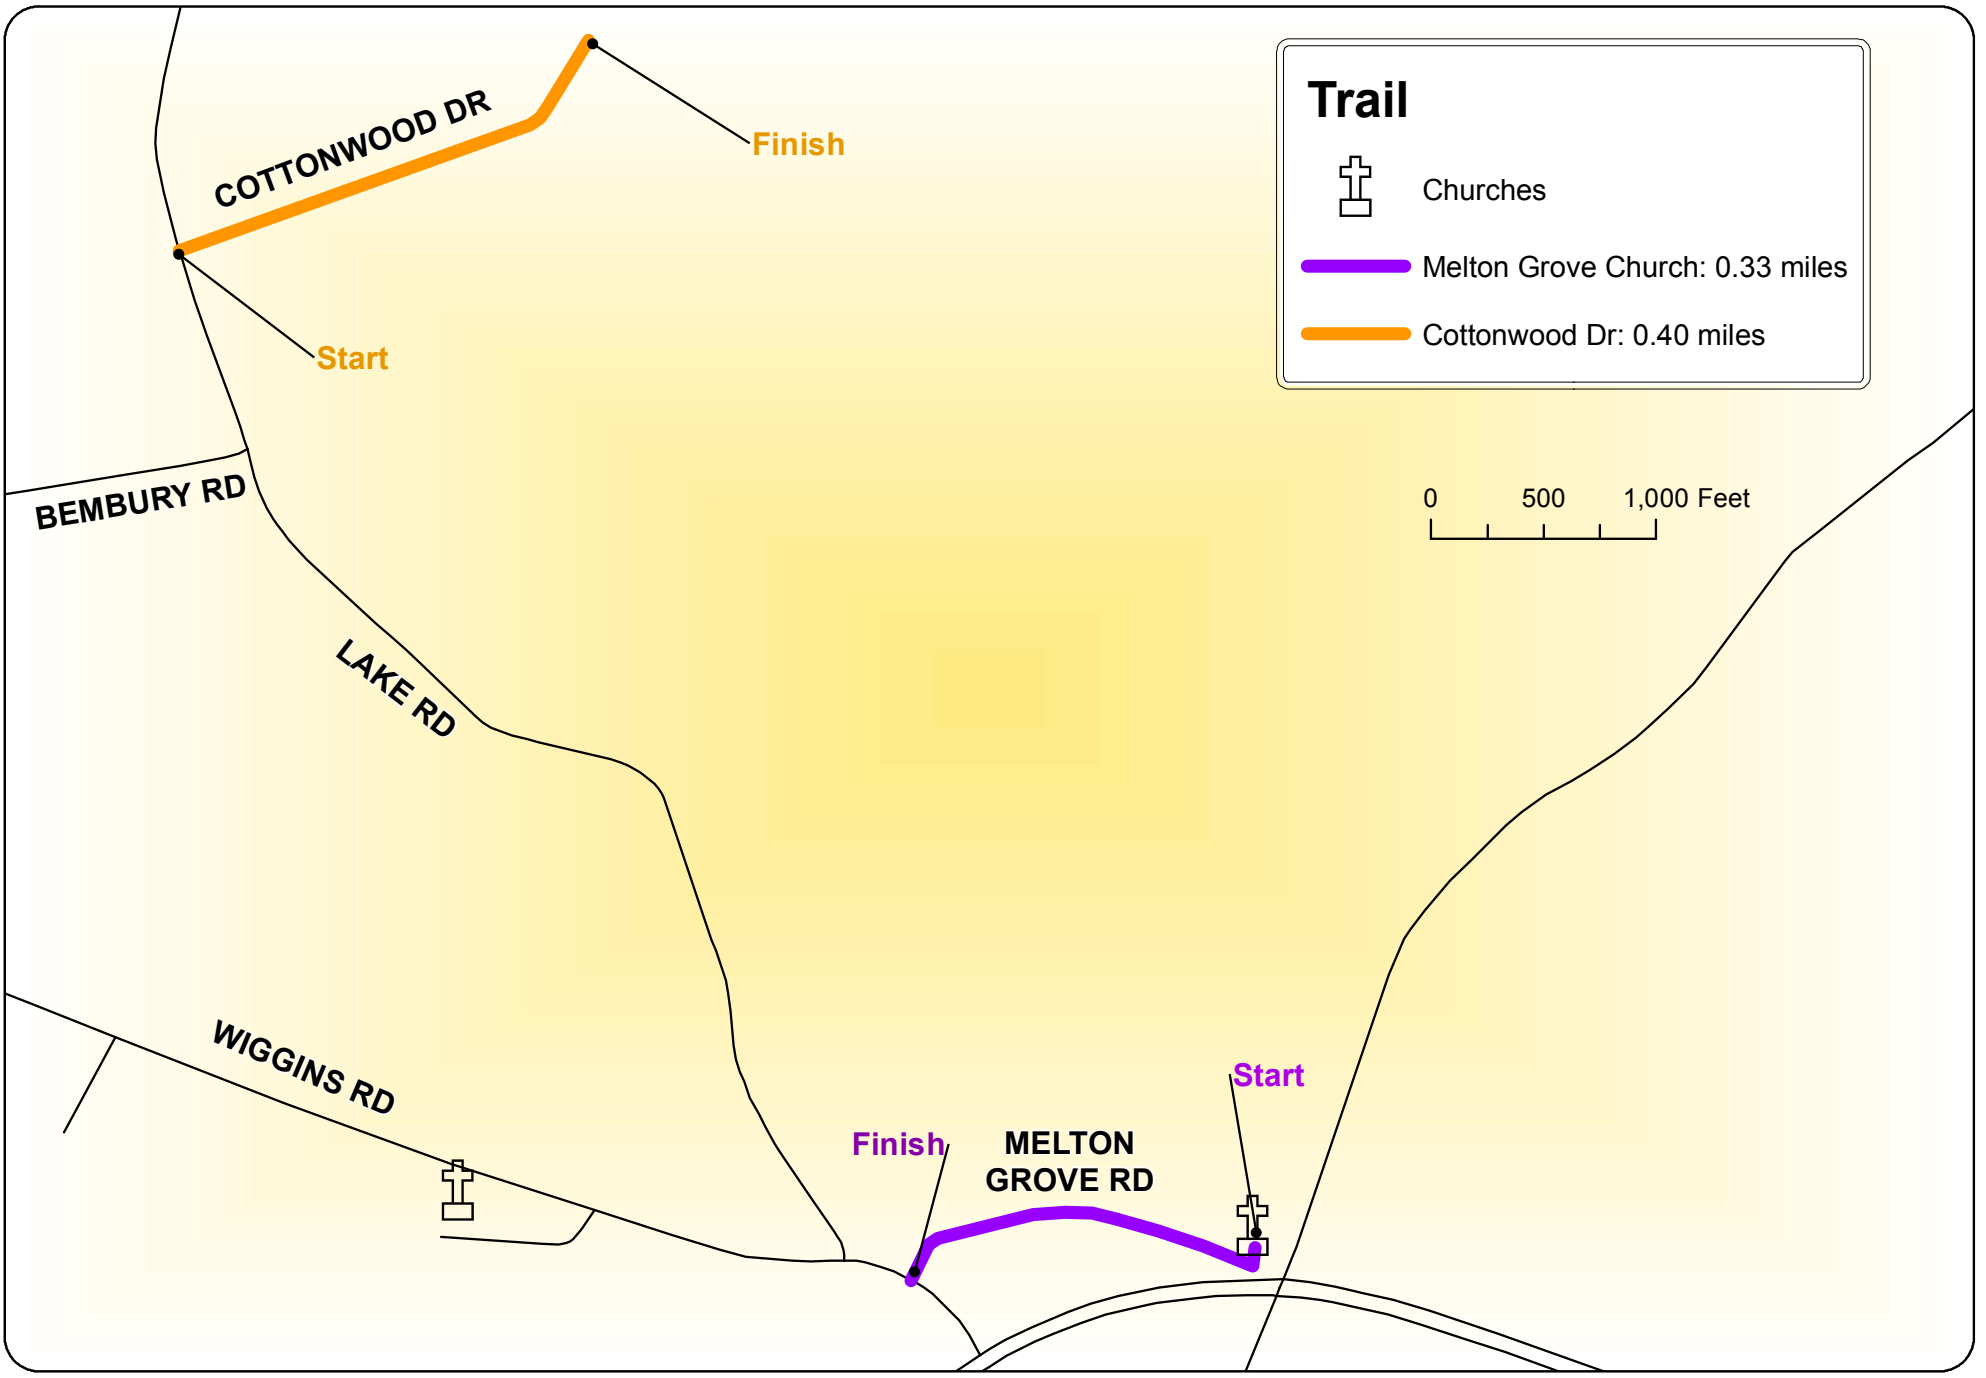 COTTONWOOD DR
Finish
Start
Trail
Churches
Melton Grove Church: 0.33 miles
Cottonwood Dr: 0.40 miles
BEMBURY RD
0 500 1,000 Feet
LAKE RD
WIGGINS RD
Start
Finish
MELTON
GROVE RD